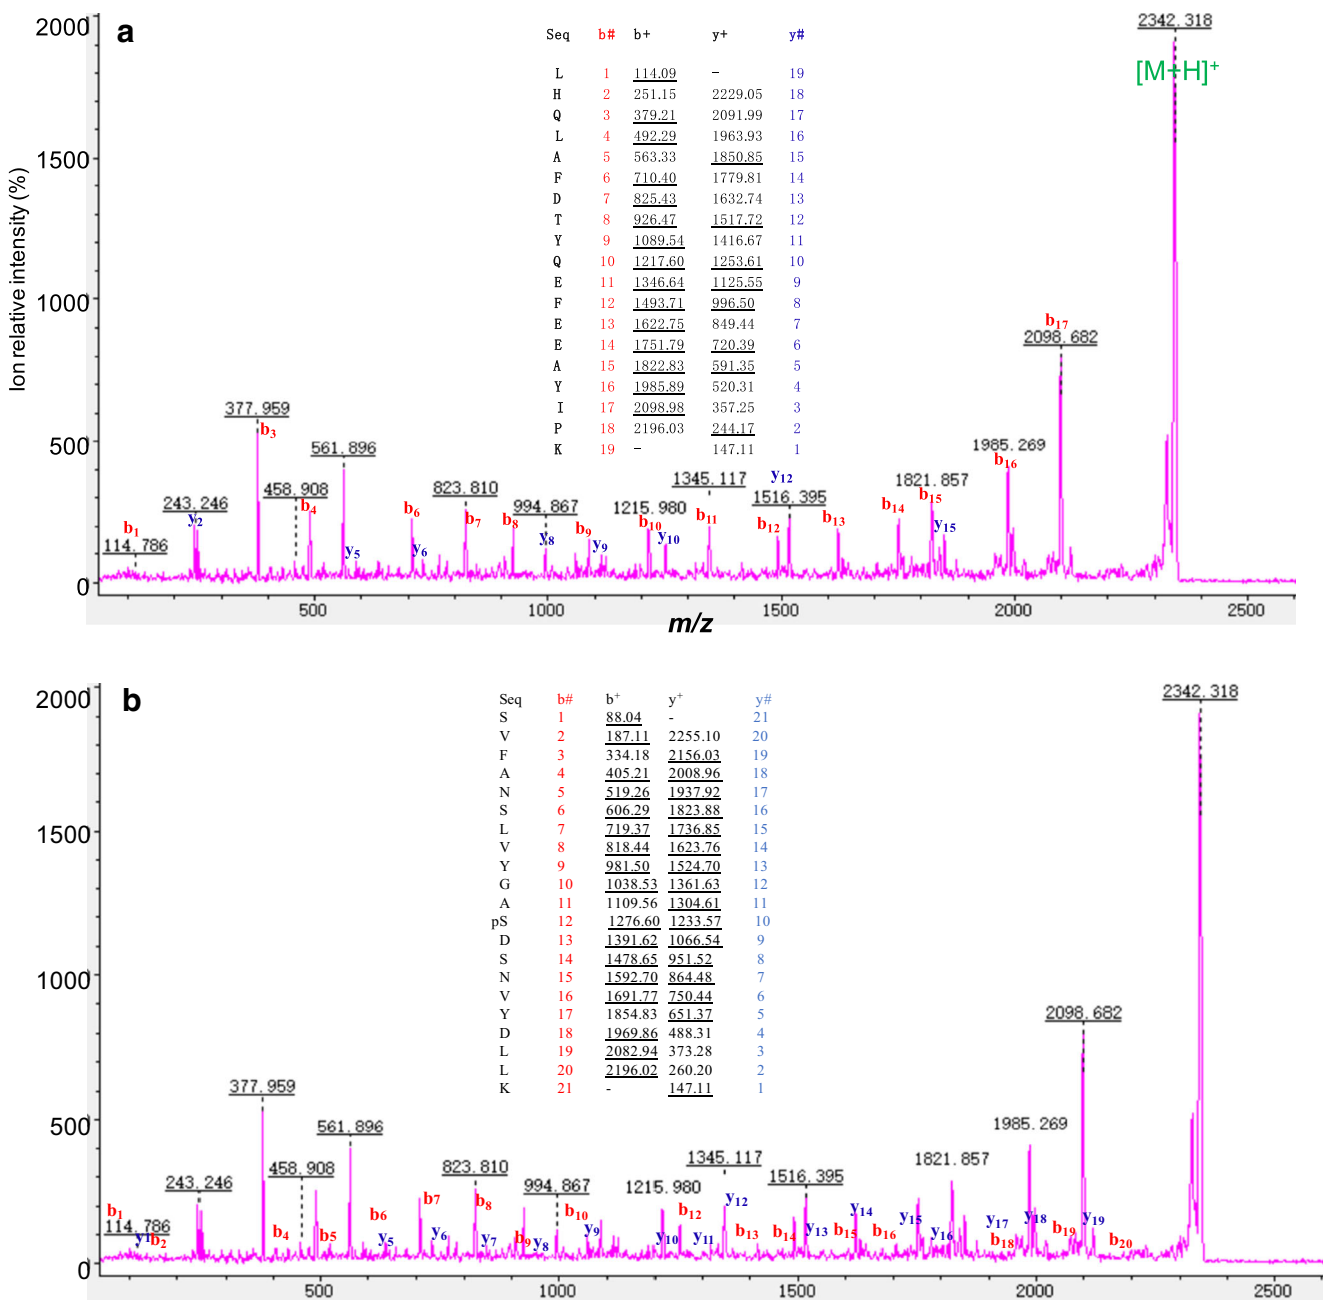 a
Ion relative intensity (%)
2000
1500
1000
500
0
Seq b# b+ y+ y#
L 1 114.09 - 19
H 2 251.15 2229.05 18
Q 3 379.21 2091.99 17
L 4 492.29 1963.93 16
A 5 563.33 1850.85 15
F 6 710.40 1779.81 14
D 7 825.43 1632.74 13
T 8 926.47 1517.72 12
Y 9 1089.54 1416.67 11
Q 10 1217.60 1253.61 10
E 11 1346.64 1125.55 9
F 12 1493.71 996.50 8
E 13 1622.75 849.44 7
E 14 1751.79 720.39 6
A 15 1822.83 591.35 5
Y 16 1985.89 520.31 4
I 17 2098.98 357.25 3
P 18 2196.03 244.17 2
K 19 - 147.11 1
2342.318
[M+H]+
b17
2098.682
377.959
b3
561.896
458.908
b4
243.246
y2
b1
114.786
y5
b6
y6
823.810
b7
b8
994.867
y8
b9
y9
1215.980
b10
y10
1345.117
b11
y12
1516.395
b12
b13
b14
1821.857
b15
y15
1985.269
b16
500 1000 1500 2000 2500
m/z
b
2000
1500
1000
500
0
Seq b# b+ y+ y#
S 1 88.04 - 21
V 2 187.11 2255.10 20
F 3 334.18 2156.03 19
A 4 405.21 2008.96 18
N 5 519.26 1937.92 17
S 6 606.29 1823.88 16
L 7 719.37 1736.85 15
V 8 818.44 1623.76 14
Y 9 981.50 1524.70 13
G 10 1038.53 1361.63 12
A 11 1109.56 1304.61 11
pS 12 1276.60 1233.57 10
D 13 1391.62 1066.54 9
S 14 1478.65 951.52 8
N 15 1592.70 864.48 7
V 16 1691.77 750.44 6
Y 17 1854.83 651.37 5
D 18 1969.86 488.31 4
L 19 2082.94 373.28 3
L 20 2196.02 260.20 2
K 21 - 147.11 1
2342.318
2098.682
377.959
561.896
458.908
243.246
b1
114.786
y1
b2
b4
b5
b6
y5
b7
y6
823.810
b8
y7
994.867
b9
y8
b10
y9
1215.980
y10
b12
y11
1345.117
y12
b13
1516.395
b14
y13
y14
b15
b16
y15
1821.857
y16
1985.269
y17
b18
y18
b19
y19
b20
500 1000 1500 2000 2500